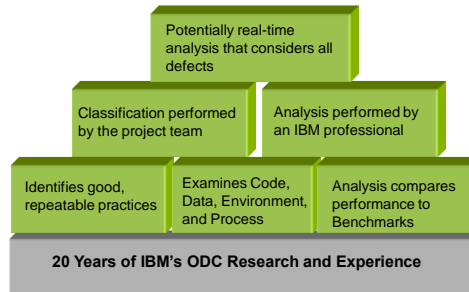 Potentially real-time
analysis that considers all
defects
Classification performed
by the project team
Analysis performed by
an IBM professional
Identifies good,
repeatable practices
Examines Code,
Data, Environment,
and Process
Analysis compares
performance to
Benchmarks
20 Years of IBM's ODC Research and Experience